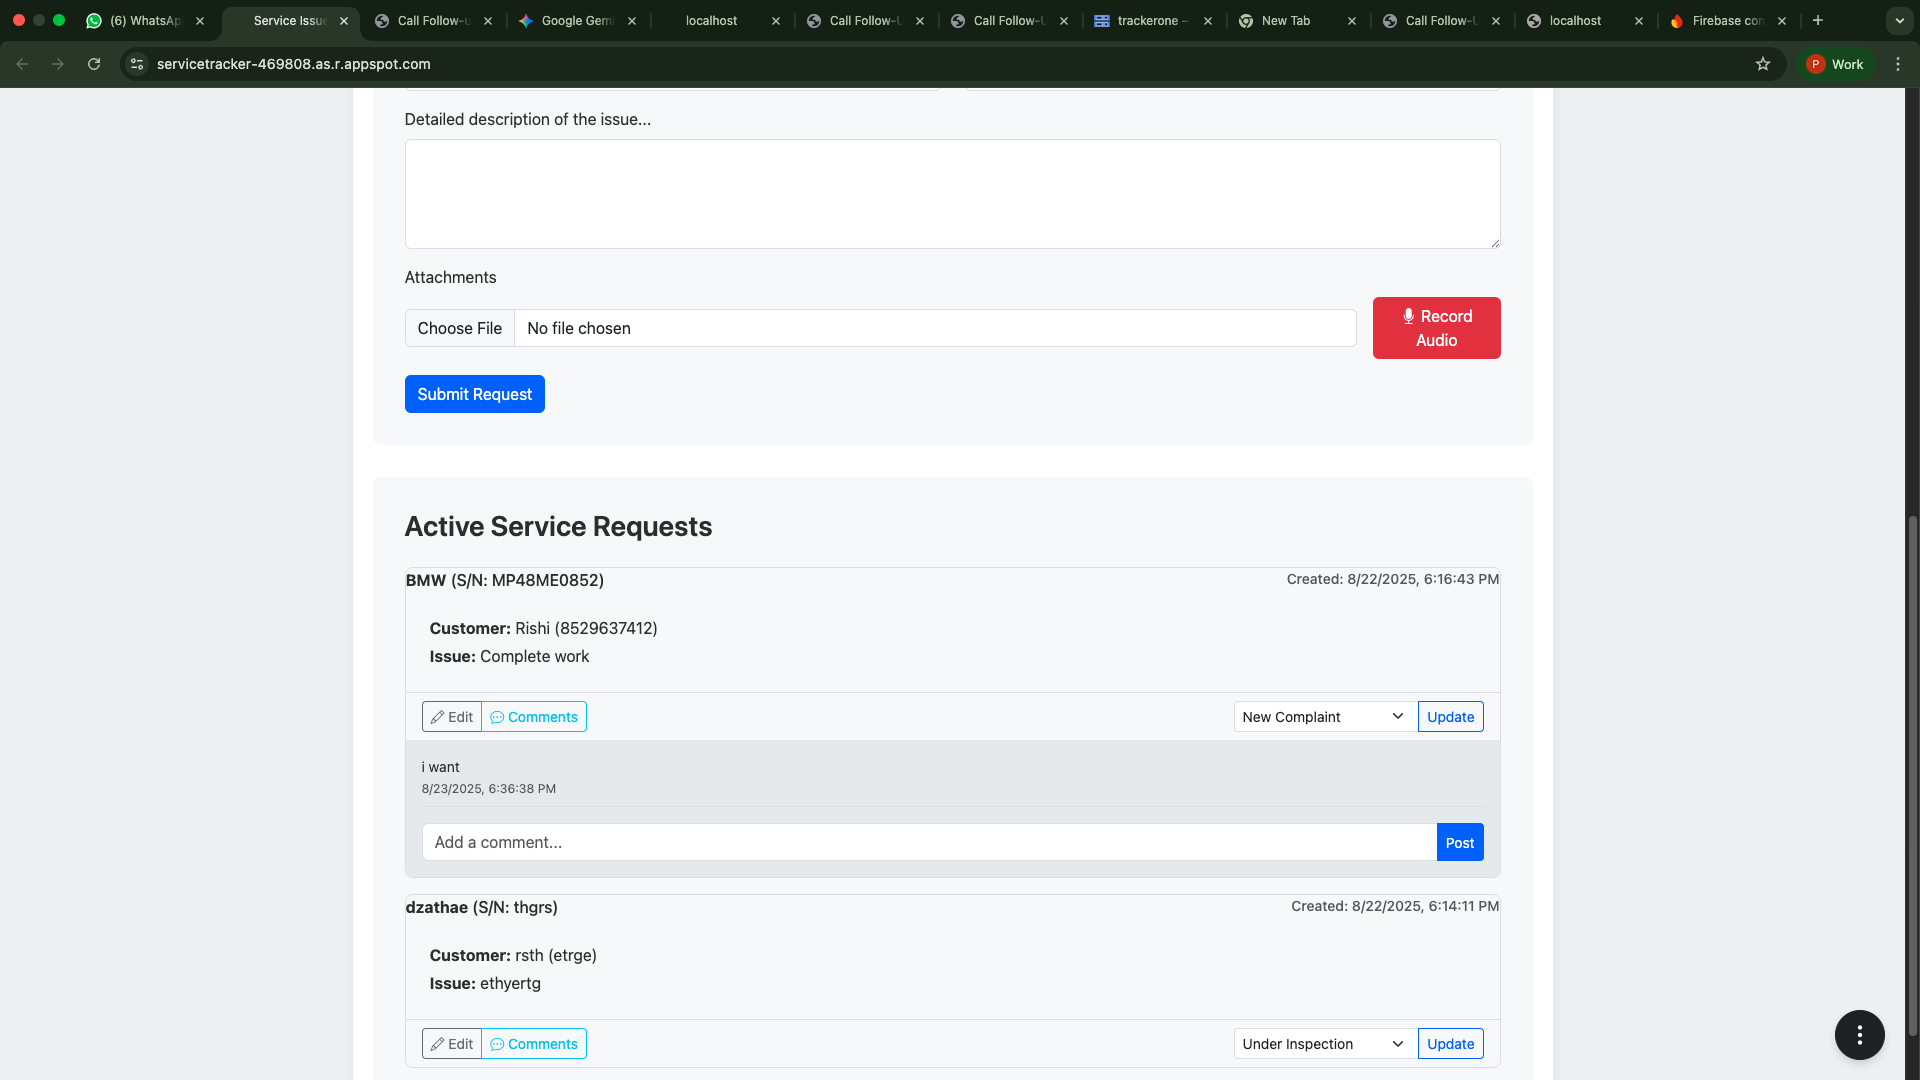 (6) WhatsAp
Service Issue
Call Follow-u
Google Gem
localhost
Call Follow-U
Call Follow-U
trackerone –
New Tab
Call Follow-U
localhost
Firebase con
servicetracker-469808.as.r.appspot.com
P Work
Detailed description of the issue...
Attachments
Choose File No file chosen
Record
Audio
Submit Request
Active Service Requests
BMW (S/N: MP48ME0852) Created: 8/22/2025, 6:16:43 PM
Customer: Rishi (8529637412)
Issue: Complete work
Edit Comments New Complaint Update
i want
8/23/2025, 6:36:38 PM
Add a comment... Post
dzathae (S/N: thgrs) Created: 8/22/2025, 6:14:11 PM
Customer: rsth (etrge)
Issue: ethyertg
Edit Comments Under Inspection Update